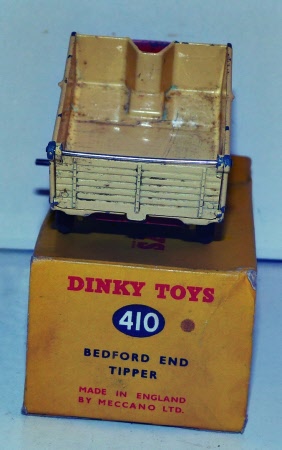 DINKY TOYS
410
BEDFORD END
TIPPER
MADE IN ENGLAND
BY MECCANO LTD.